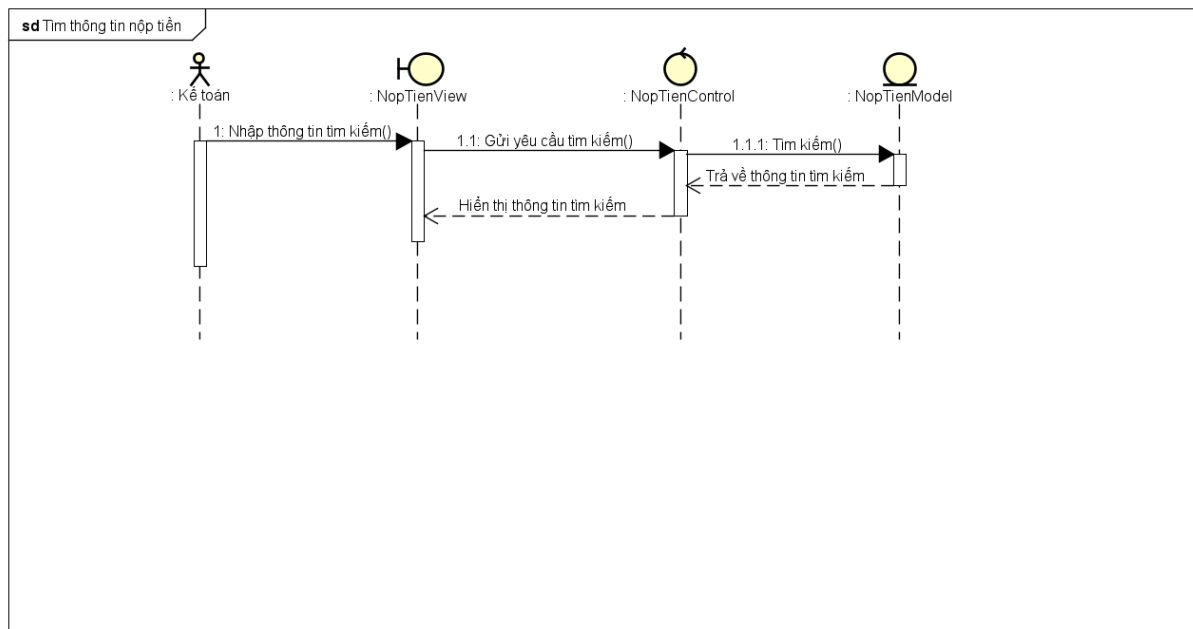 sd Tìm thông tin nộp tiền
: Kế toán
: NopTienView
: NopTienControl
: NopTienModel
1: Nhập thông tin tìm kiếm()
1.1: Gửi yêu cầu tìm kiếm()
1.1.1: Tìm kiếm()
Trả về thông tin tìm kiếm
Hiển thị thông tin tìm kiếm